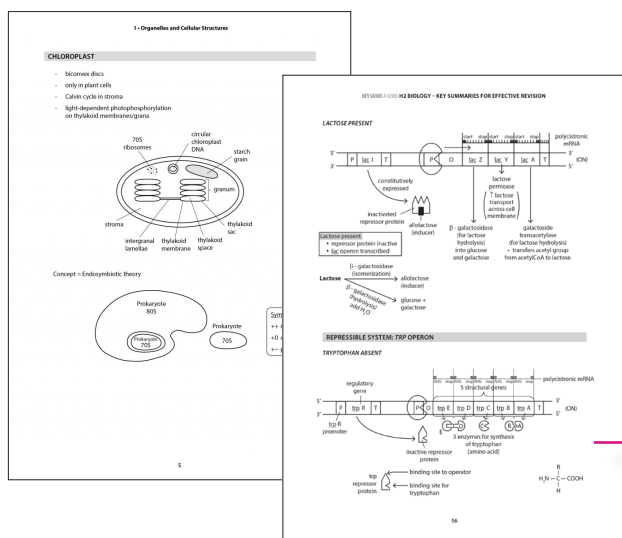 1 • Organelles and Cellular Structures
CHLOROPLAST
- biconvex discs
- only in plant cells
- Calvin cycle in stroma
- light-dependent photophosphorylation
on thylakoid membranes/grana
70S
ribosomes
circular
chloroplast
DNA
starch
grain
granum
stroma
intergranal
lamellae
thylakoid
membrane
thylakoid
space
thylakoid
sac
Concept = Endosymbiotic theory
Prokaryote
80S
Prokaryote
70S
Prokaryote
70S
Sym
++
+0
+−
5
KEY GUIDE A-LEVEL H2 BIOLOGY – KEY SUMMARIES FOR EFFECTIVE REVISION
LACTOSE PRESENT
start stop start stop start stop
polycistronic
mRNA
5' 3'
3' 5'
P lac I T P O lac Z lac Y lac A T (ON)
constitutively
expressed
inactivated
repressor protein
allolactose
(inducer)
lactose
permease
↑ lactose
transport
across cell
membrane
β - galactosidase
(for lactose
hydrolysis)
into glucose
and galactose
galactoside
transacetylase
(for lactose hydrolysis)
• transfers acetyl group
from acetylCoA to lactose.
Lactose present
• repressor protein inactive
• lac operon transcribed
Lactose
β - galactosidase
(isomerization)
allolactose
(inducer)
β - galactosidase
(hydrolysis)
add H₂O
glucose +
galactose
REPRESSIBLE SYSTEM: TRP OPERON
TRYPTOPHAN ABSENT
polycistronic mRNA
5 structural genes
regulatory
gene
5' 3'
3' 5'
P trp R T P O trp E trp D trp C trp B trp A T (ON)
trp R
promoter
E D C B A
3 enzymes for synthesis
of tryptophan
(amino acid)
inactive repressor
protein
trp
repressor
protein
binding site to operator
binding site for
tryptophan
R
H₂N – C – COOH
H
56